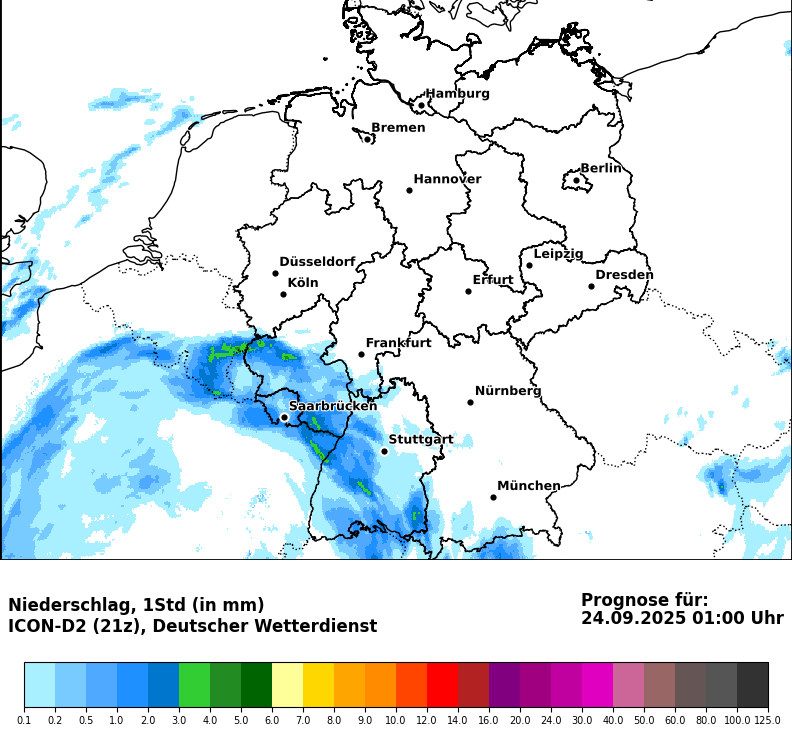 Hamburg
Bremen
Berlin
Hannover
Leipzig
Düsseldorf
Dresden
Köln
Erfurt
Frankfurt
Nürnberg
Saarbrücken
Stuttgart
München
Niederschlag, 1Std (in mm)
ICON-D2 (21z), Deutscher Wetterdienst
Prognose für:
24.09.2025 01:00 Uhr
0.1 0.2 0.5 1.0 2.0 3.0 4.0 5.0 6.0 7.0 8.0 9.0 10.0 12.0 14.0 16.0 20.0 24.0 30.0 40.0 50.0 60.0 80.0 100.0 125.0